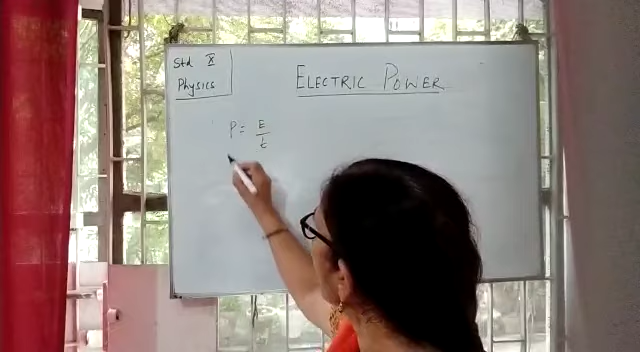 Std X
Physics
ELECTRIC POWER
P = E
t